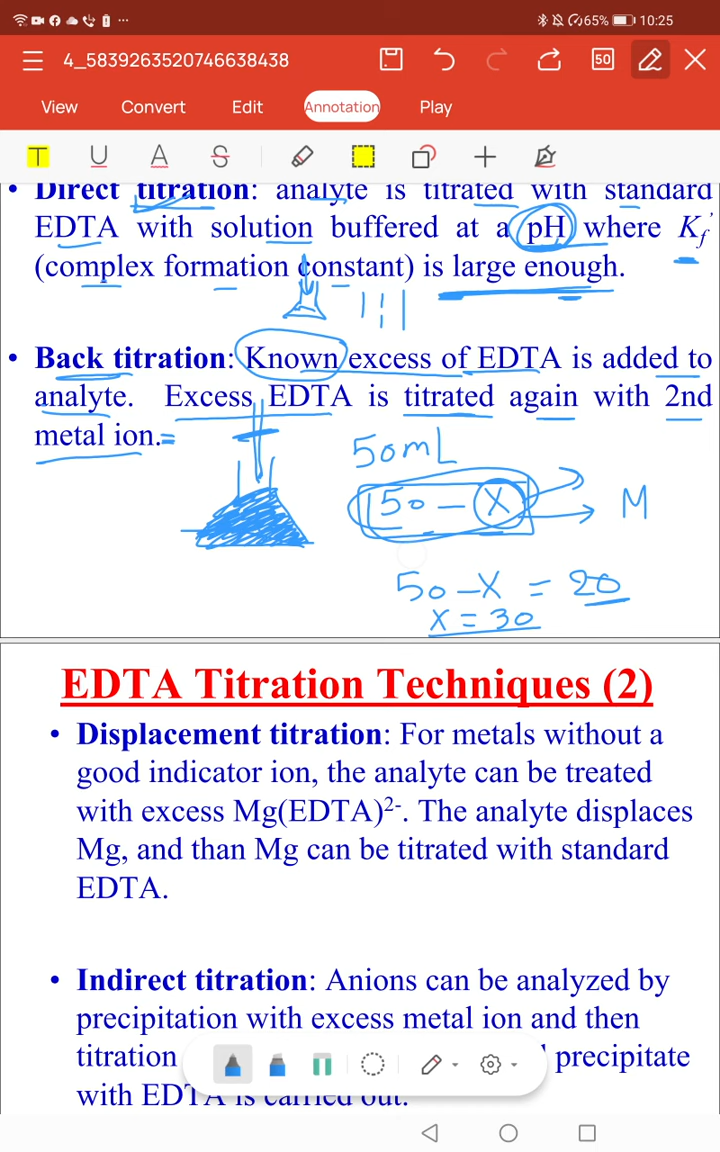 65% 10:25
4_5839263520746638438
50
View Convert Edit Annotation Play
T U A S
• Direct titration: analyte is titrated with standard
EDTA with solution buffered at a pH where Kf'
(complex formation constant) is large enough.
1:1
• Back titration: Known excess of EDTA is added to
analyte. Excess EDTA is titrated again with 2nd
metal ion.=
50mL
50 - X M
50 - X = 20
X = 30
EDTA Titration Techniques (2)
• Displacement titration: For metals without a
good indicator ion, the analyte can be treated
with excess Mg(EDTA)²⁻. The analyte displaces
Mg, and than Mg can be titrated with standard
EDTA.
• Indirect titration: Anions can be analyzed by
precipitation with excess metal ion and then
titration precipitate
with EDTA is carried out.